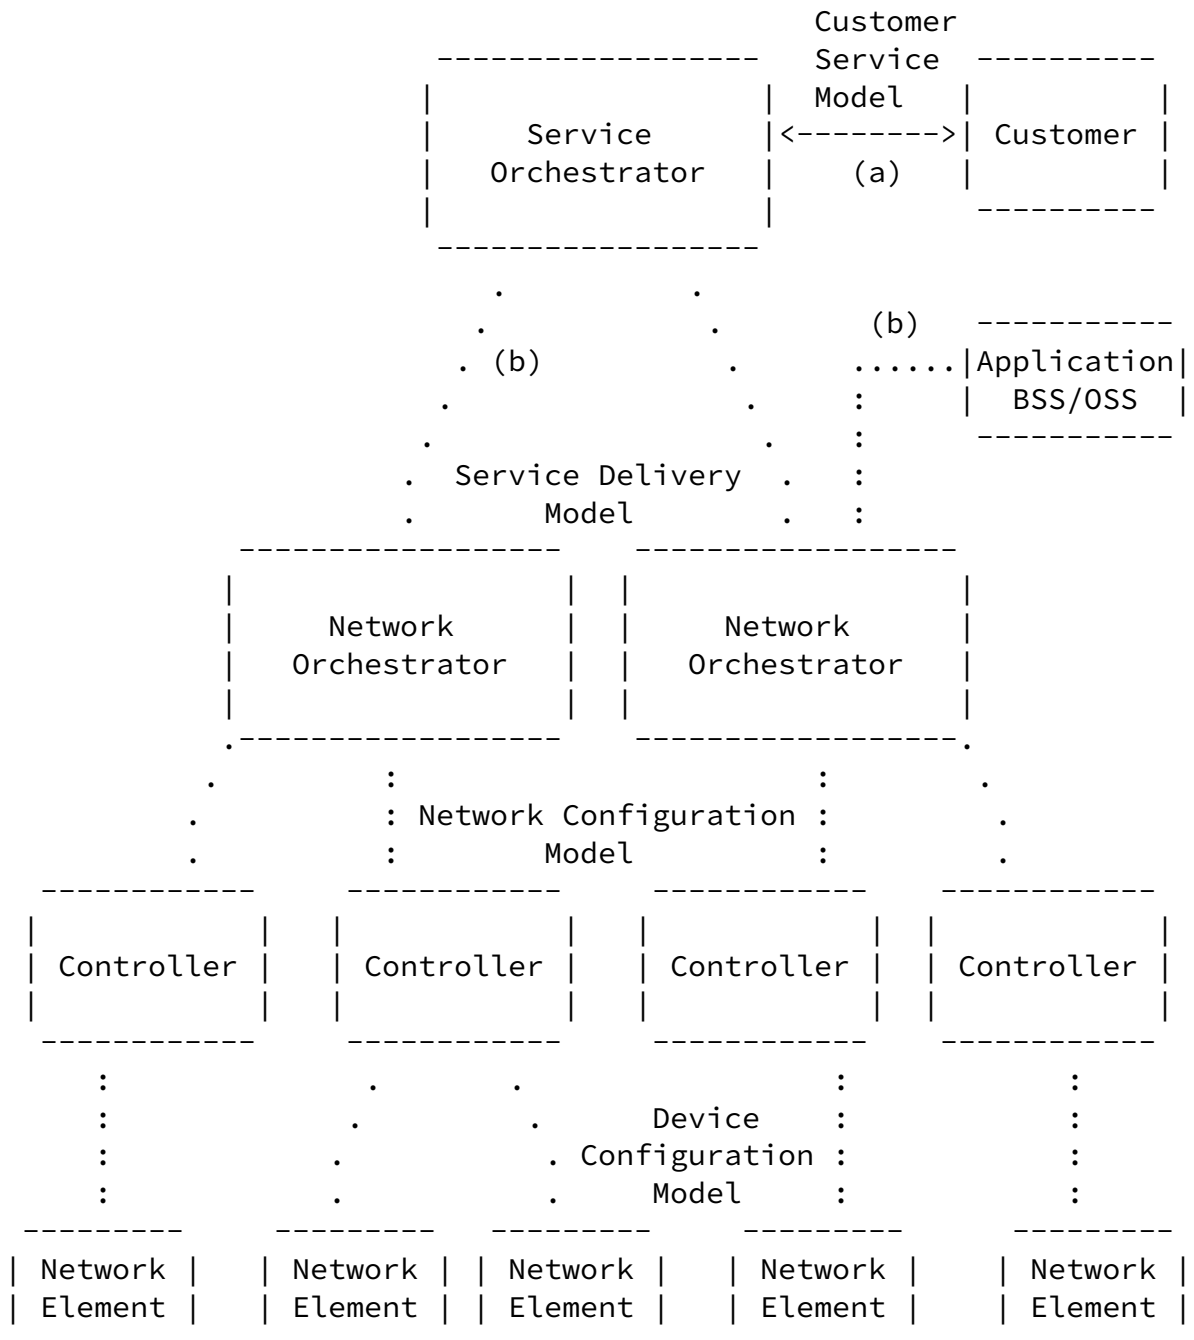 Customer
Service
Model
Service
Orchestrator
Customer
(a)
(b)
(b)
Application
BSS/OSS
Service Delivery
Model
Network
Orchestrator
Network
Orchestrator
Network Configuration
Model
Controller
Controller
Controller
Controller
Device
Configuration
Model
Network
Element
Network
Element
Network
Element
Network
Element
Network
Element